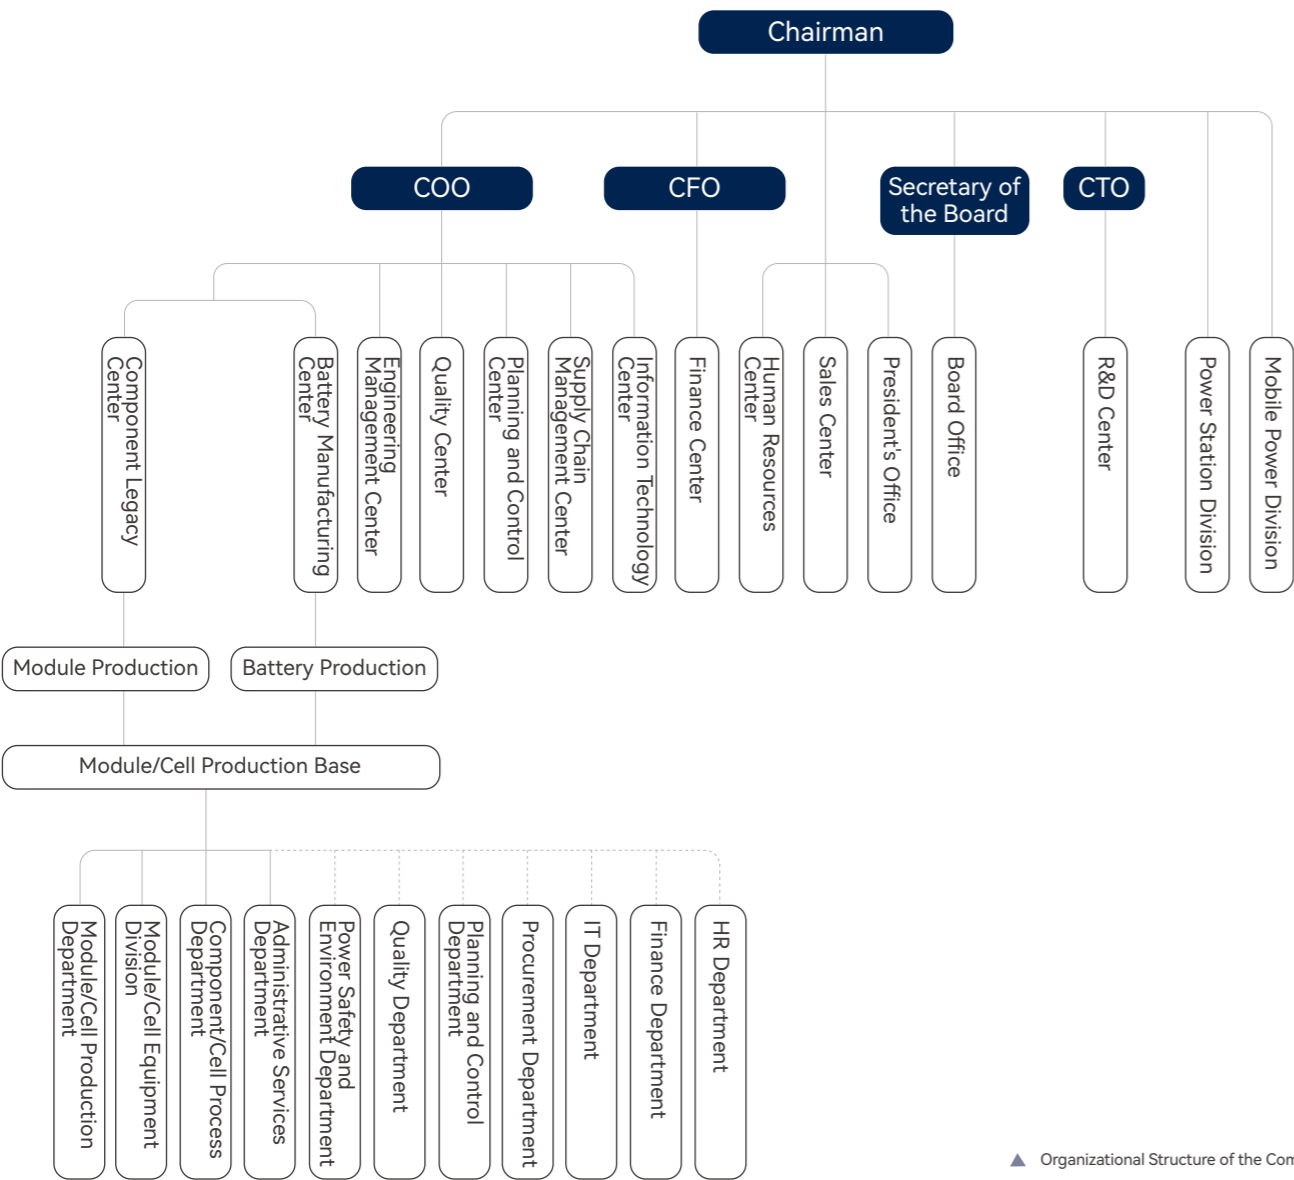 Chairman
COO
CFO
Secretary of
the Board
CTO
Component Legacy
Center
Battery Manufacturing
Center
Engineering
Management Center
Quality Center
Planning and Control
Center
Supply Chain
Management Center
Information Technology
Center
Finance Center
Human Resources
Center
Sales Center
President's Office
Board Office
R&D Center
Power Station Division
Mobile Power Division
Module Production
Battery Production
Module/Cell Production Base
Module/Cell Production
Department
Module/Cell Equipment
Division
Component/Cell Process
Department
Administrative Services
Department
Power Safety and
Environment Department
Quality Department
Planning and Control
Department
Procurement Department
IT Department
Finance Department
HR Department
▲ Organizational Structure of the